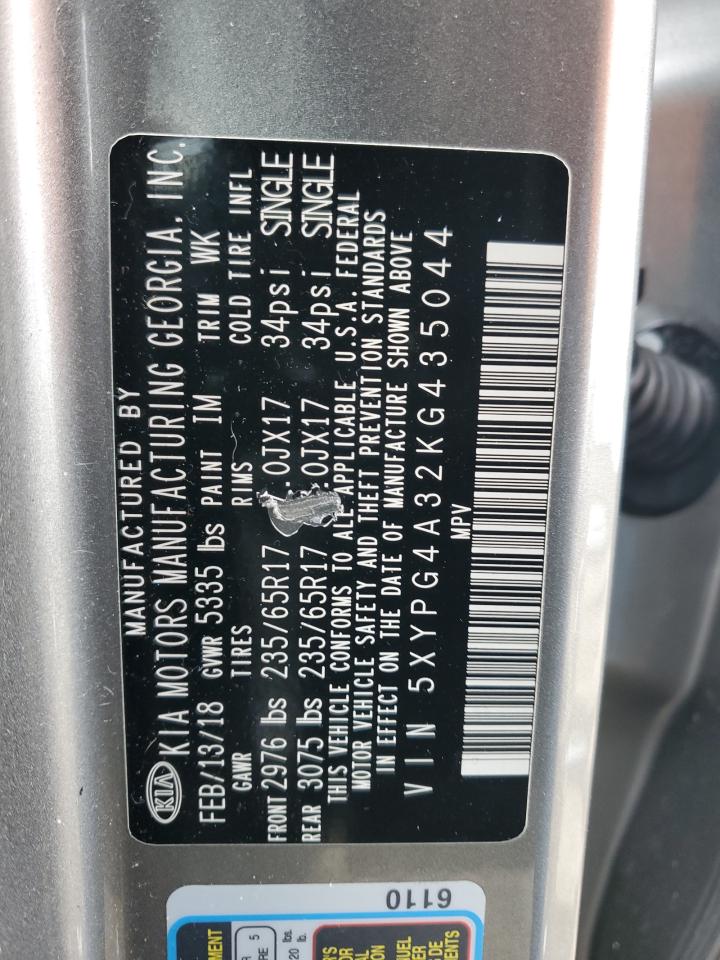 MANUFACTURED BY
KIA KIA MOTORS MANUFACTURING GEORGIA, INC.
FEB/13/18 GVWR 5335 lbs PAINT IM TRIM WK
GAWR TIRES RIMS COLD TIRE INFL
FRONT 2976 lbs 235/65R17 .0JX17 34psi SINGLE
REAR 3075 lbs 235/65R17 .0JX17 34psi SINGLE
THIS VEHICLE CONFORMS TO ALL APPLICABLE U.S.A. FEDERAL
MOTOR VEHICLE SAFETY AND THEFT PREVENTION STANDARDS
IN EFFECT ON THE DATE OF MANUFACTURE SHOWN ABOVE
VIN 5XYPG4A32KG435044
MPV
6110
5